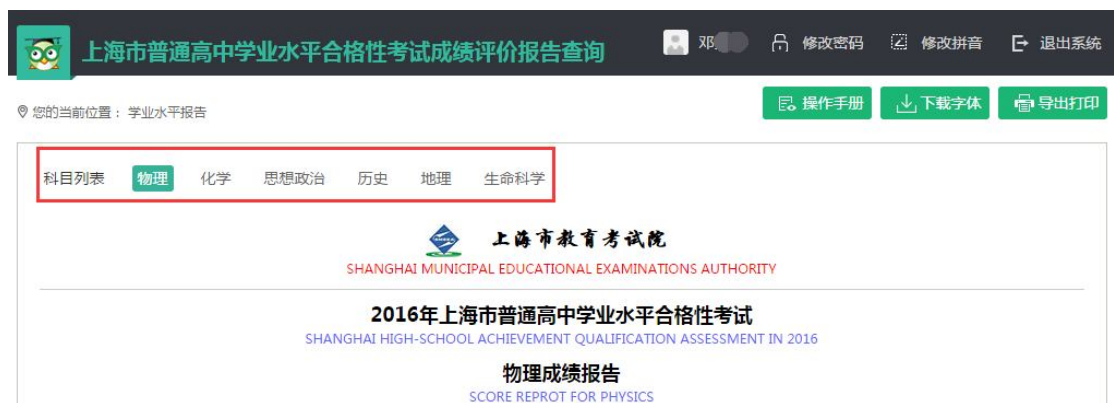 上海市普通高中学业水平合格性考试成绩评价报告查询 邓 修改密码 修改拼音 退出系统
您的当前位置： 学业水平报告 操作手册 下载字体 导出打印
科目列表 物理 化学 思想政治 历史 地理 生命科学
上海市教育考试院
SHANGHAI MUNICIPAL EDUCATIONAL EXAMINATIONS AUTHORITY
2016年上海市普通高中学业水平合格性考试
SHANGHAI HIGH-SCHOOL ACHIEVEMENT QUALIFICATION ASSESSMENT IN 2016
物理成绩报告
SCORE REPROT FOR PHYSICS